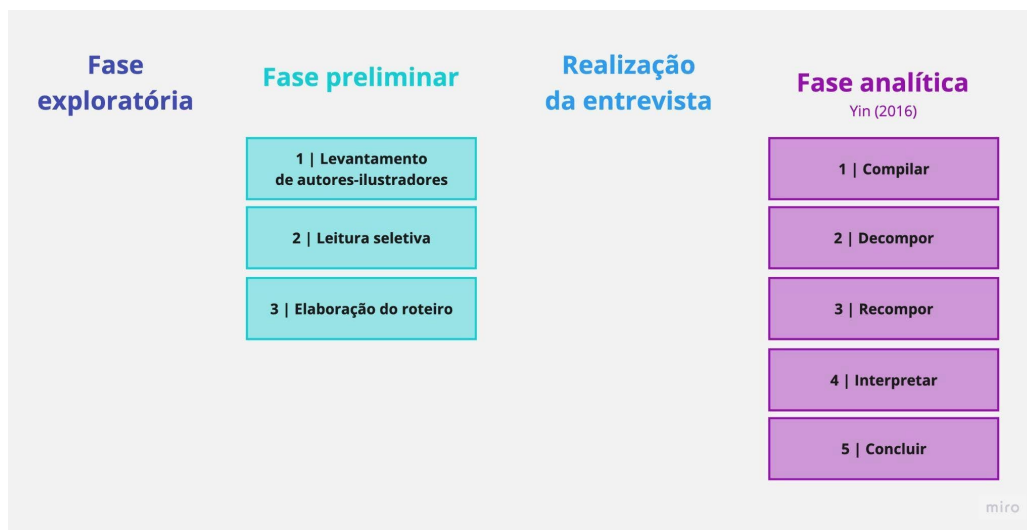 Fase
exploratória
Fase preliminar
1 | Levantamento
de autores-ilustradores
2 | Leitura seletiva
3 | Elaboração do roteiro
Realização
da entrevista
Fase analítica
Yin (2016)
1 | Compilar
2 | Decompor
3 | Recompor
4 | Interpretar
5 | Concluir
miro